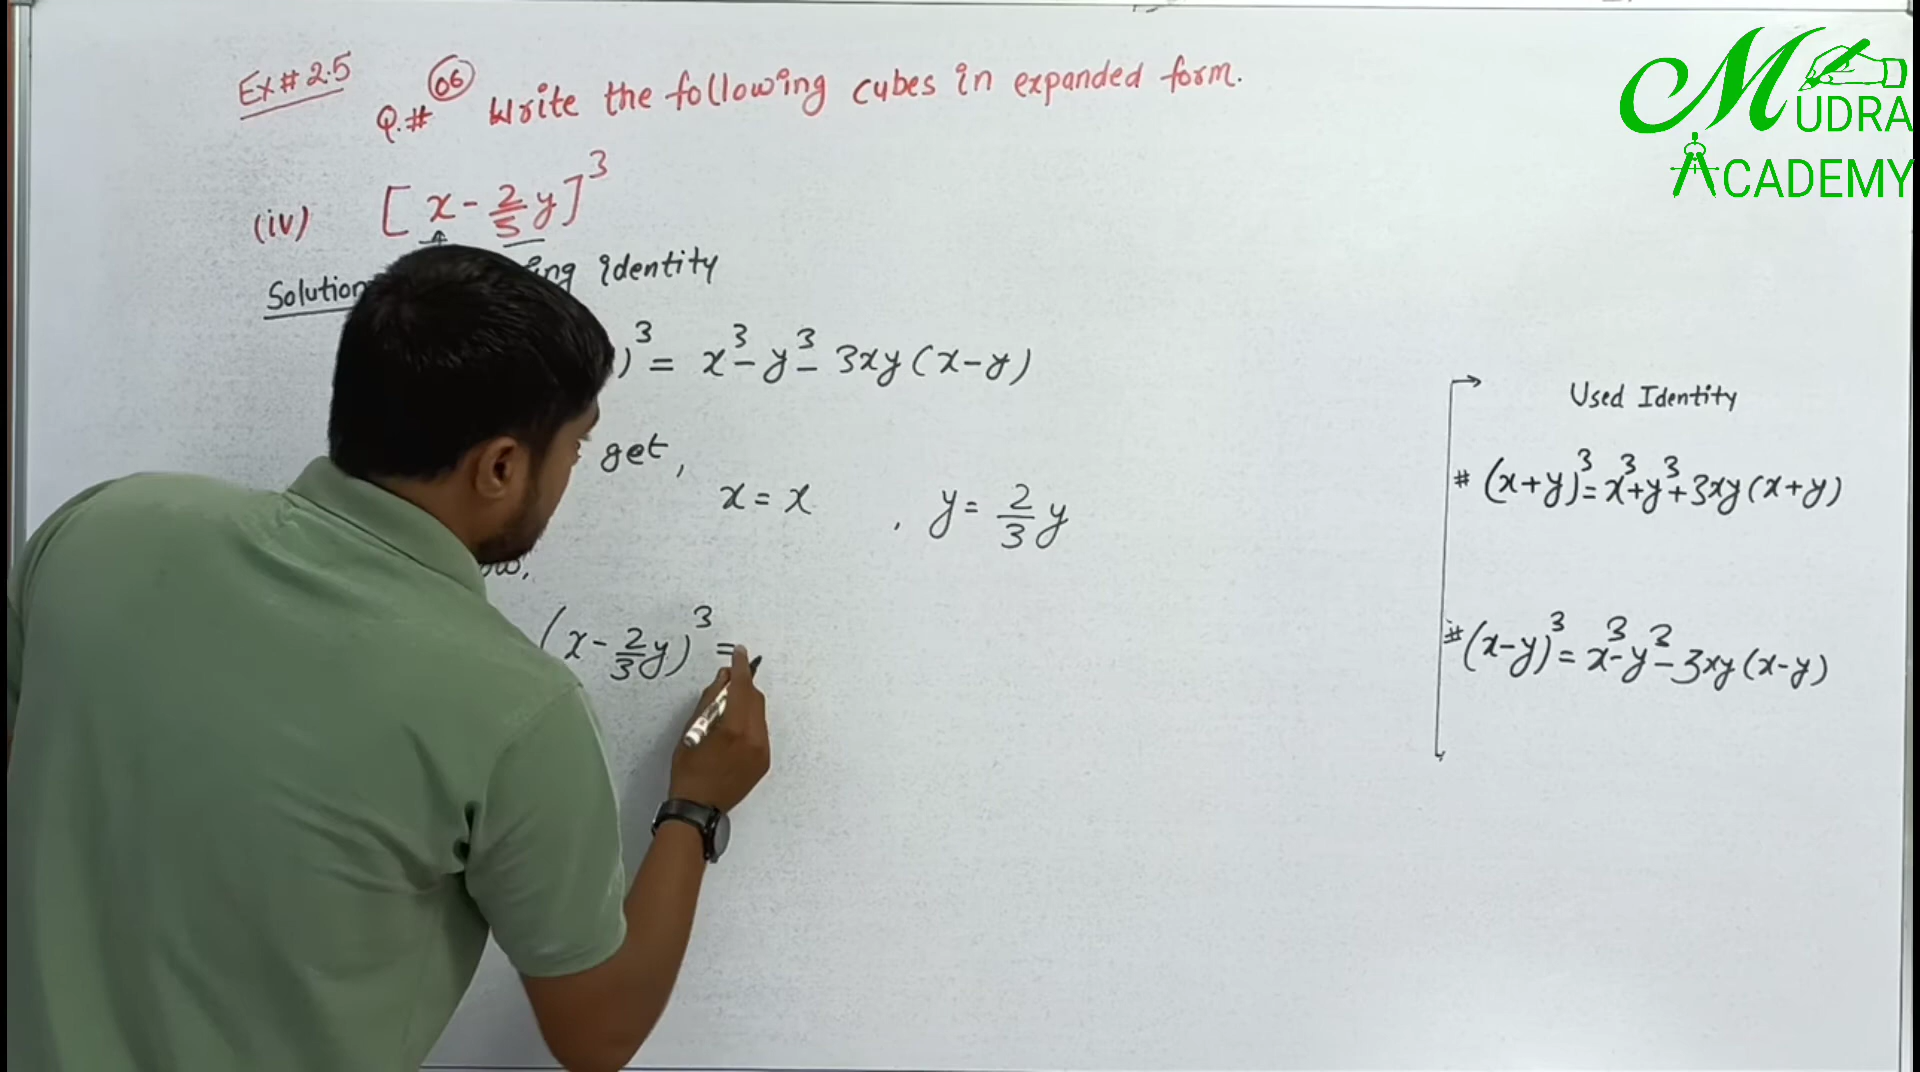 Ex# 2.5
Q.# 06 Write the following cubes in expanded form.
(iv) [x - 2/3 y]³
Solution identity
)³ = x³ - y³ - 3xy(x-y)
get,
x = x , y = 2/3 y
(x - 2/3 y)³ =
Used Identity
# (x+y)³ = x³+y³+3xy(x+y)
# (x-y)³ = x³-y³-3xy(x-y)
MUDRA
ACADEMY